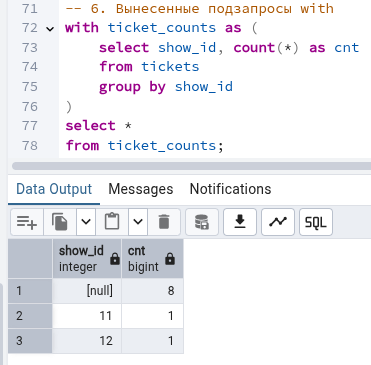 71
72 -- 6. Вынесенные подзапросы with
73 with ticket_counts as (
74 select show_id, count(*) as cnt
75 from tickets
76 group by show_id
77 )
78 select *
from ticket_counts;
Data Output Messages Notifications
SQL
show_id integer cnt bigint
1 [null] 8
2 11 1
3 12 1